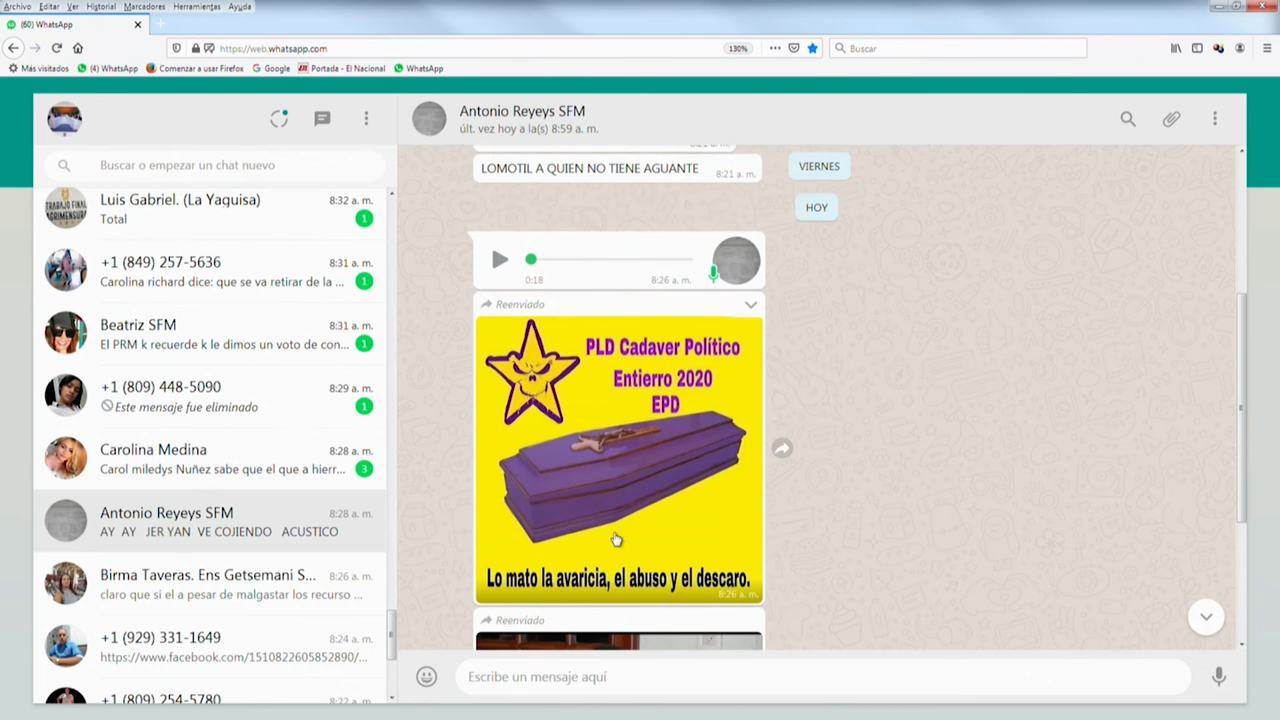 Archivo Editar Ver Historial Marcadores Herramientas Ayuda
(60) WhatsApp
https://web.whatsapp.com
130%
Buscar
Más visitados
(4) WhatsApp
Comenzar a usar Firefox
Google
Portada - El Nacional
WhatsApp
Buscar o empezar un chat nuevo
Luis Gabriel. (La Yaguisa)
8:32 a. m.
Total
1
TRABAJO FINAL
AGRIMENSURA
+1 (849) 257-5636
8:31 a. m.
Carolina richard dice: que se va retirar de la ...
1
Beatriz SFM
8:31 a. m.
El PRM k recuerde k le dimos un voto de con...
1
+1 (809) 448-5090
8:29 a. m.
Este mensaje fue eliminado
1
Carolina Medina
8:28 a. m.
Carol miledys Nuñez sabe que el que a hierr...
3
Antonio Reyeys SFM
8:28 a. m.
AY AY JER YAN VE COJIENDO ACUSTICO
Birma Taveras. Ens Getsemani S...
8:26 a. m.
claro que si el a pesar de malgastar los recurso ...
+1 (929) 331-1649
8:24 a. m.
https://www.facebook.com/1510822605852890/...
+1 (809) 254-5780
8:22 a. m.
Antonio Reyeys SFM
últ. vez hoy a la(s) 8:59 a. m.
8:21 a. m.
LOMOTIL A QUIEN NO TIENE AGUANTE
8:21 a. m.
VIERNES
HOY
0:18
8:26 a. m.
Reenviado
PLD Cadaver Político
Entierro 2020
EPD
Lo mato la avaricia, el abuso y el descaro.
8:26 a. m.
Reenviado
Escribe un mensaje aquí